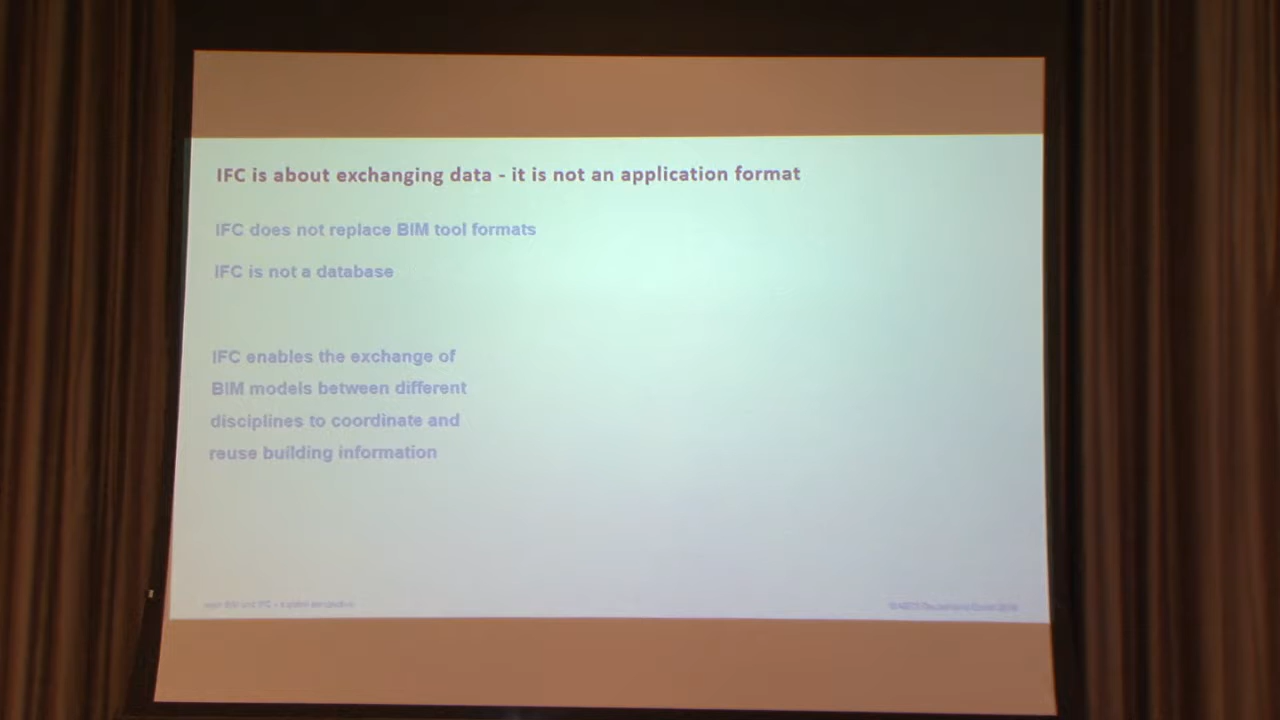 IFC is about exchanging data - it is not an application format
IFC does not replace BIM tool formats
IFC is not a database
IFC enables the exchange of
BIM models between different
disciplines to coordinate and
reuse building information